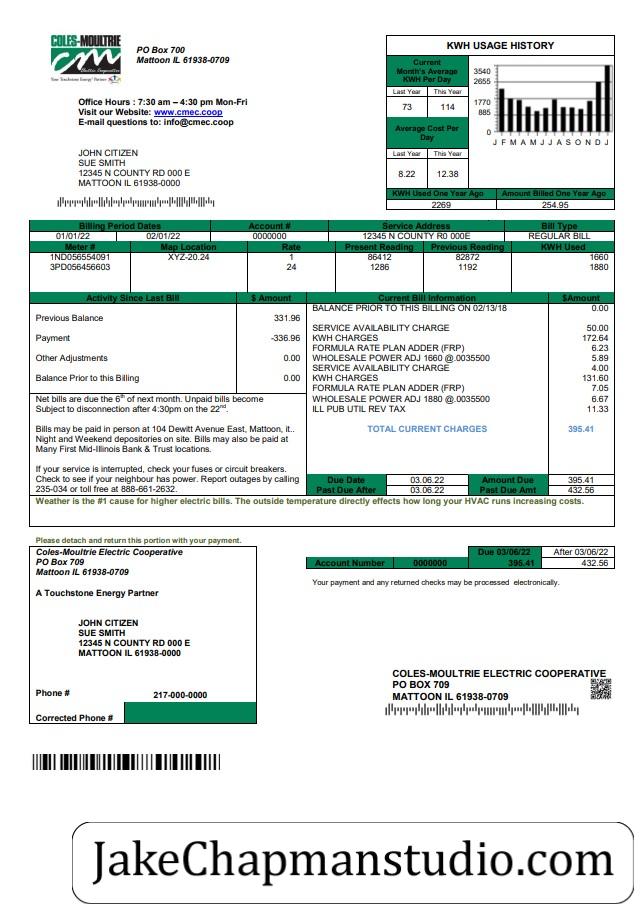 COLES-MOULTRIE
cm
Electric Cooperative
Your Touchstone Energy® Partner
PO Box 700
Mattoon IL 61938-0709
Office Hours : 7:30 am – 4:30 pm Mon-Fri
Visit our Website: www.cmec.coop
E-mail questions to: info@cmec.coop
JOHN CITIZEN
SUE SMITH
12345 N COUNTY RD 000 E
MATTOON IL 61938-0000
KWH USAGE HISTORY
Current
Month's Average
KWH Per Day
Last Year This Year
73 114
Average Cost Per
Day
Last Year This Year
8.22 12.38
3540
2655
1770
885
0
J F M A M J J A S O N D J
KWH Used One Year Ago Amount Billed One Year Ago
2269 254.95
Billing Period Dates Account # Service Address Bill Type
01/01/22 02/01/22 0000000 12345 N COUNTY R0 000E REGULAR BILL
Meter # Map Location Rate Present Reading Previous Reading KWH Used
1ND056554091 XYZ-20.24 1 86412 82872 1660
3PD056456603 24 1286 1192 1880
Activity Since Last Bill $ Amount
Previous Balance 331.96
Payment -336.96
Other Adjustments 0.00
Balance Prior to this Billing 0.00
Net bills are due the 6th of next month. Unpaid bills become
Subject to disconnection after 4:30pm on the 22nd.
Bills may be paid in person at 104 Dewitt Avenue East, Mattoon, it..
Night and Weekend depositories on site. Bills may also be paid at
Many First Mid-Illinois Bank & Trust locations.
If your service is interrupted, check your fuses or circuit breakers.
Check to see if your neighbour has power. Report outages by calling
235-034 or toll free at 888-661-2632.
Current Bill Information $Amount
BALANCE PRIOR TO THIS BILLING ON 02/13/18 0.00
SERVICE AVAILABILITY CHARGE 50.00
KWH CHARGES 172.64
FORMULA RATE PLAN ADDER (FRP) 6.23
WHOLESALE POWER ADJ 1660 @.0035500 5.89
SERVICE AVAILABILITY CHARGE 4.00
KWH CHARGES 131.60
FORMULA RATE PLAN ADDER (FRP) 7.05
WHOLESALE POWER ADJ 1880 @.0035500 6.67
ILL PUB UTIL REV TAX 11.33
TOTAL CURRENT CHARGES 395.41
Due Date 03.06.22 Amount Due 395.41
Past Due After 03.06.22 Past Due Amt 432.56
Weather is the #1 cause for higher electric bills. The outside temperature directly effects how long your HVAC runs increasing costs.
Please detach and return this portion with your payment.
Coles-Moultrie Electric Cooperative
PO Box 709
Mattoon IL 61938-0709
A Touchstone Energy Partner
JOHN CITIZEN
SUE SMITH
12345 N COUNTY RD 000 E
MATTOON IL 61938-0000
Phone # 217-000-0000
Corrected Phone #
Due 03/06/22 After 03/06/22
Account Number 0000000 395.41 432.56
Your payment and any returned checks may be processed electronically.
COLES-MOULTRIE ELECTRIC COOPERATIVE
PO BOX 709
MATTOON IL 61938-0709
JakeChapmanstudio.com